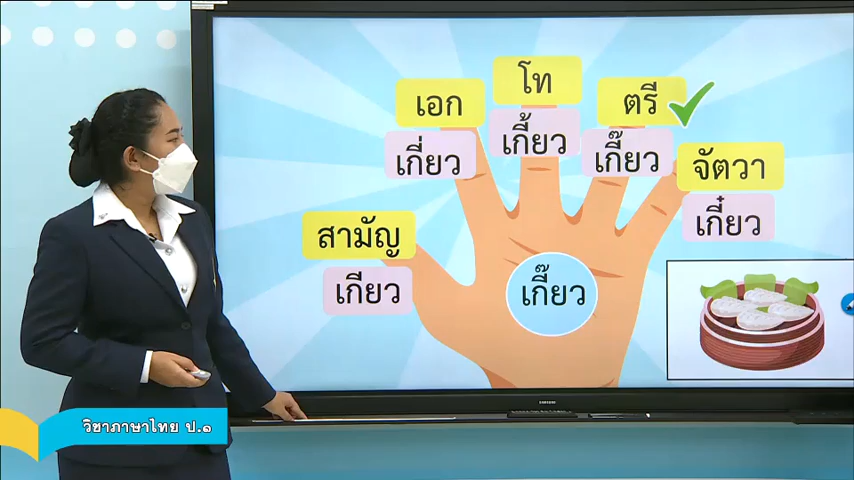 โท
เอก
ตรี
เกี้ยว
เกี่ยว
เกี๊ยว
จัตวา
เกี๋ยว
สามัญ
เกียว
เกี๊ยว
SAMSUNG
วิชาภาษาไทย ป.๑